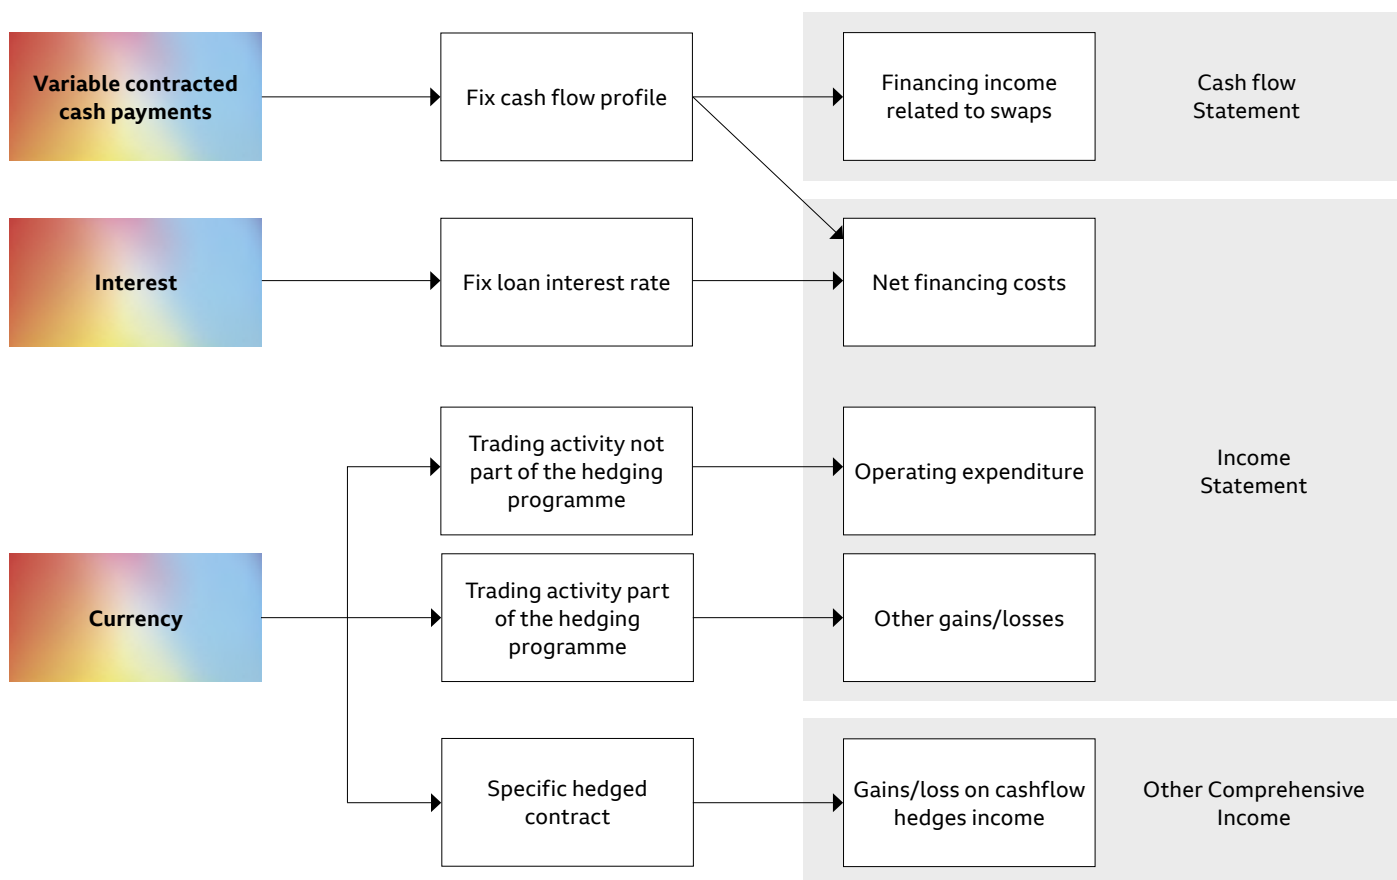 Variable contracted
cash payments
Fix cash flow profile
Financing income
related to swaps
Cash flow
Statement
Interest
Fix loan interest rate
Net financing costs
Trading activity not
part of the hedging
programme
Operating expenditure
Income
Statement
Currency
Trading activity part
of the hedging
programme
Other gains/losses
Specific hedged
contract
Gains/loss on cashflow
hedges income
Other Comprehensive
Income